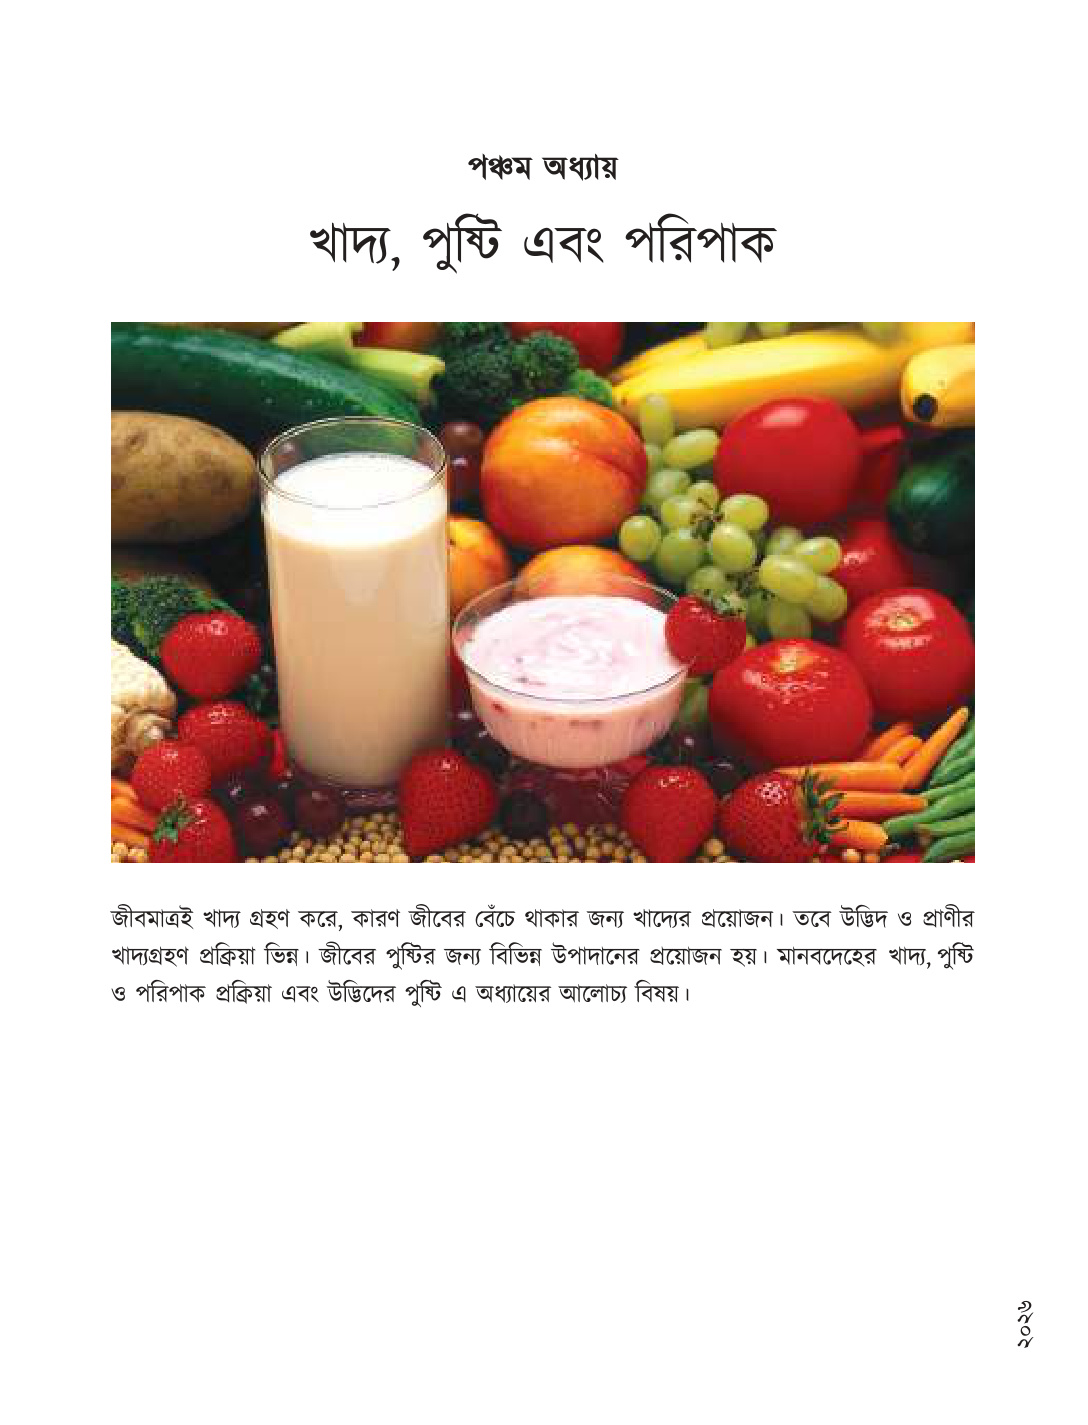 পঞ্চম অধ্যায়
খাদ্য, পুষ্টি এবং পরিপাক
জীবমাত্রই খাদ্য গ্রহণ করে, কারণ জীবের বেঁচে থাকার জন্য খাদ্যের প্রয়োজন। তবে উদ্ভিদ ও প্রাণীর
খাদ্যগ্রহণ প্রক্রিয়া ভিন্ন। জীবের পুষ্টির জন্য বিভিন্ন উপাদানের প্রয়োজন হয়। মানবদেহের খাদ্য, পুষ্টি
ও পরিপাক প্রক্রিয়া এবং উদ্ভিদের পুষ্টি এ অধ্যায়ের আলোচ্য বিষয়।
২০২৬